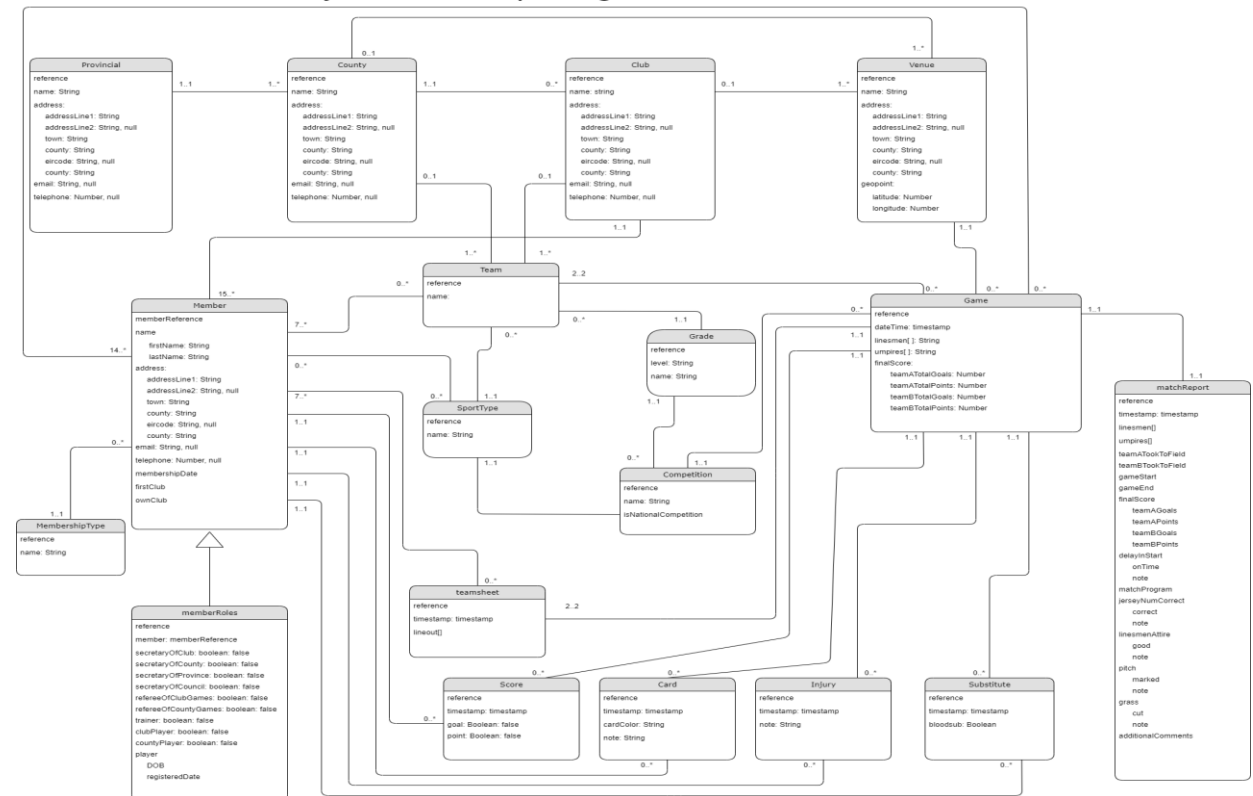 0..1
1..*
Provincial
reference
name: String
address:
addressLine1: String
addressLine2: String, null
town: String
county: String
eircode: String, null
county: String
email: String, null
telephone: Number, null
1..1
1..*
County
reference
name: String
address:
addressLine1: String
addressLine2: String, null
town: String
county: String
eircode: String, null
county: String
email: String, null
telephone: Number, null
1..1
0..*
0..1
Club
reference
name: string
address:
addressLine1: String
addressLine2: String, null
town: String
county: String
eircode: String, null
county: String
email: String, null
telephone: Number, null
0..1
1..*
0..1
1..1
Venue
reference
name: String
address:
addressLine1: String
addressLine2: String, null
town: String
county: String
eircode: String, null
county: String
geopoint:
latitude: Number
longitude: Number
1..1
1..*
1..*
Team
reference
name:
2..2
0..*
0..*
0..*
0..*
0..*
15..*
Member
memberReference
name
firstName: String
lastName: String
address:
addressLine1: String
addressLine2: String, null
town: String
county: String
eircode: String, null
county: String
email: String, null
telephone: Number, null
membershipDate
firstClub
ownClub
14..*
7..*
0..*
7..*
1..1
1..1
1..1
1..1
0..*
1..1
MembershipType
reference
name: String
0..*
1..1
SportType
reference
name: String
1..1
0..*
1..1
Grade
reference
level: String
name: String
1..1
0..*
1..1
Competition
reference
name: String
isNationalCompetition
0..*
1..1
1..1
Game
reference
dateTime: timestamp
linesmen[ ]: String
umpires[ ]: String
finalScore:
teamATotalGoals: Number
teamATotalPoints: Number
teamBTotalGoals: Number
teamBTotalPoints: Number
1..1
1..1
1..1
1..1
1..1
matchReport
reference
timestamp: timestamp
linesmen[]
umpires[]
teamATookToField
teamBTookToField
gameStart
gameEnd
finalScore
teamAGoals
teamAPoints
teamBGoals
teamBPoints
delayInStart
onTime
note
matchProgram
jerseyNumCorrect
correct
note
linesmenAttire
good
note
pitch
marked
note
grass
cut
note
additionalComments
memberRoles
reference
member: memberReference
secretaryOfClub: boolean: false
secretaryOfCounty: boolean: false
secretaryOfProvince: boolean: false
secretaryOfCouncil: boolean: false
refereeOfClubGames: boolean: false
refereeOfCountyGames: boolean: false
trainer: boolean: false
clubPlayer: boolean: false
countyPlayer: boolean: false
player
DOB
registeredDate
0..*
teamsheet
reference
timestamp: timestamp
lineout[]
2..2
0..*
0..*
Score
reference
timestamp: timestamp
goal: Boolean: false
point: Boolean: false
0..*
Card
reference
timestamp: timestamp
cardColor: String
note: String
0..*
0..*
Injury
reference
timestamp: timestamp
note: String
0..*
0..*
Substitute
reference
timestamp: timestamp
bloodsub: Boolean
0..*